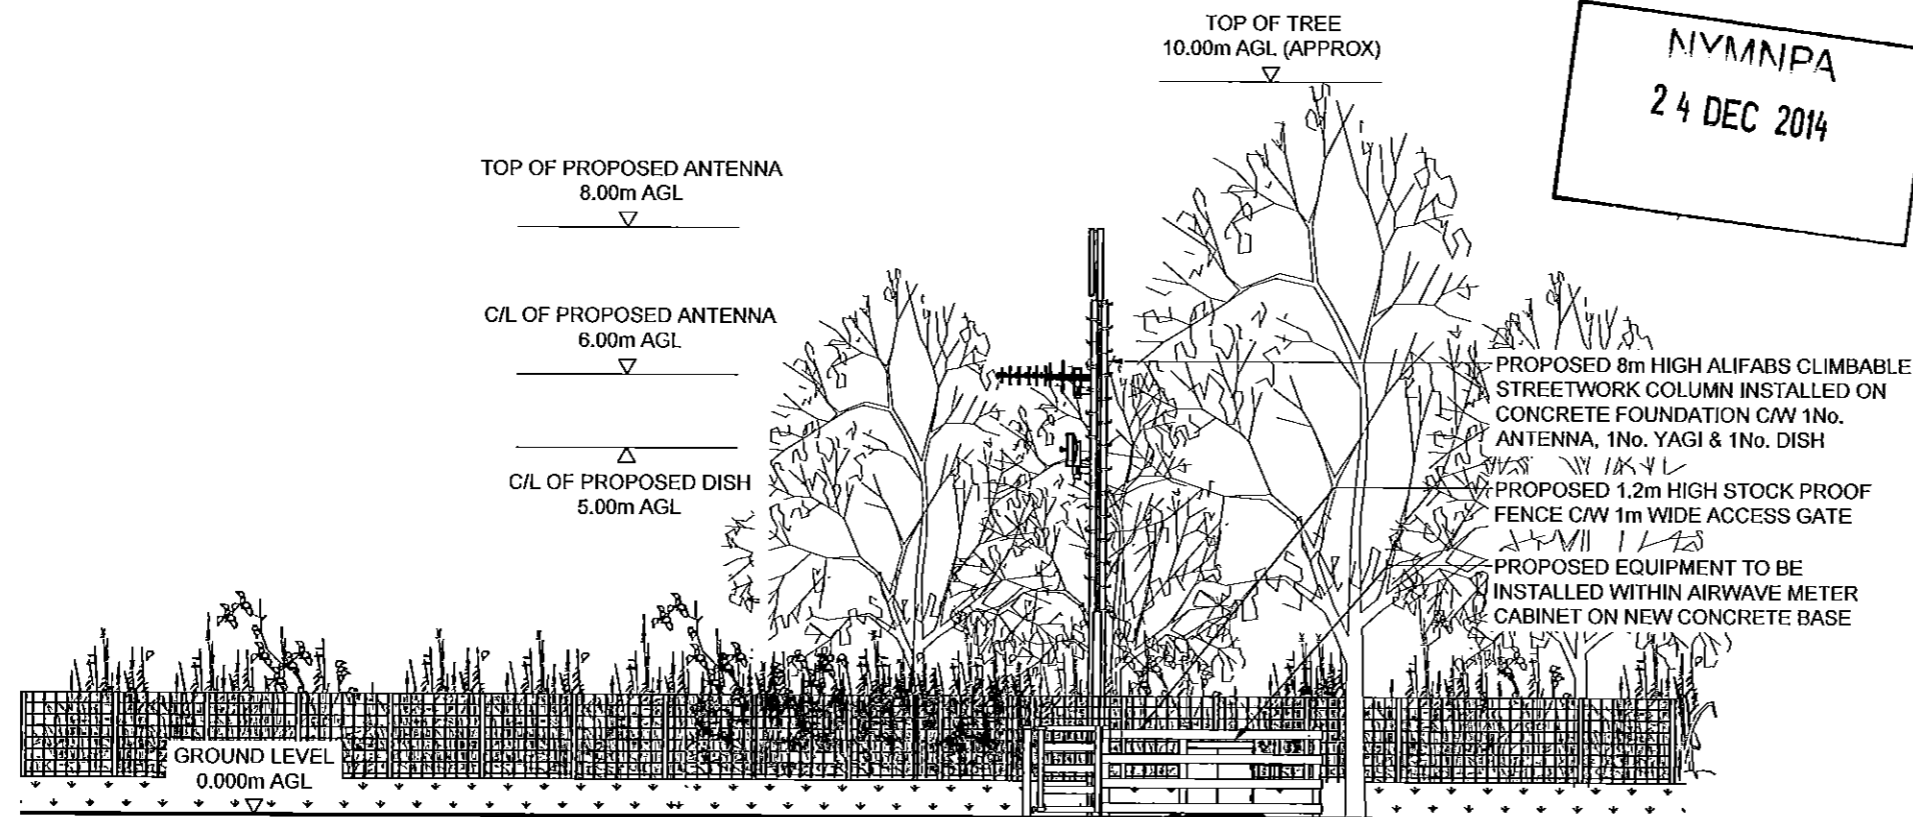 TOP OF TREE
10.00m AGL (APPROX)
NYMNPA
24 DEC 2014
TOP OF PROPOSED ANTENNA
8.00m AGL
C/L OF PROPOSED ANTENNA
6.00m AGL
C/L OF PROPOSED DISH
5.00m AGL
PROPOSED 8m HIGH ALIFABS CLIMBABLE
STREETWORK COLUMN INSTALLED ON
CONCRETE FOUNDATION C/W 1No.
ANTENNA, 1No. YAGI & 1No. DISH
PROPOSED 1.2m HIGH STOCK PROOF
FENCE C/W 1m WIDE ACCESS GATE
PROPOSED EQUIPMENT TO BE
INSTALLED WITHIN AIRWAVE METER
CABINET ON NEW CONCRETE BASE
GROUND LEVEL
0.000m AGL